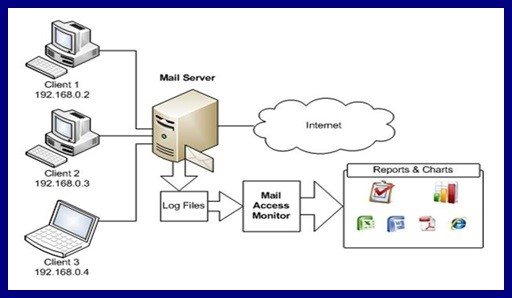 Client 1
192.168.0.2
Client 2
192.168.0.3
Client 3
192.168.0.4
Mail Server
Internet
Log Files
Mail
Access
Monitor
Reports & Charts